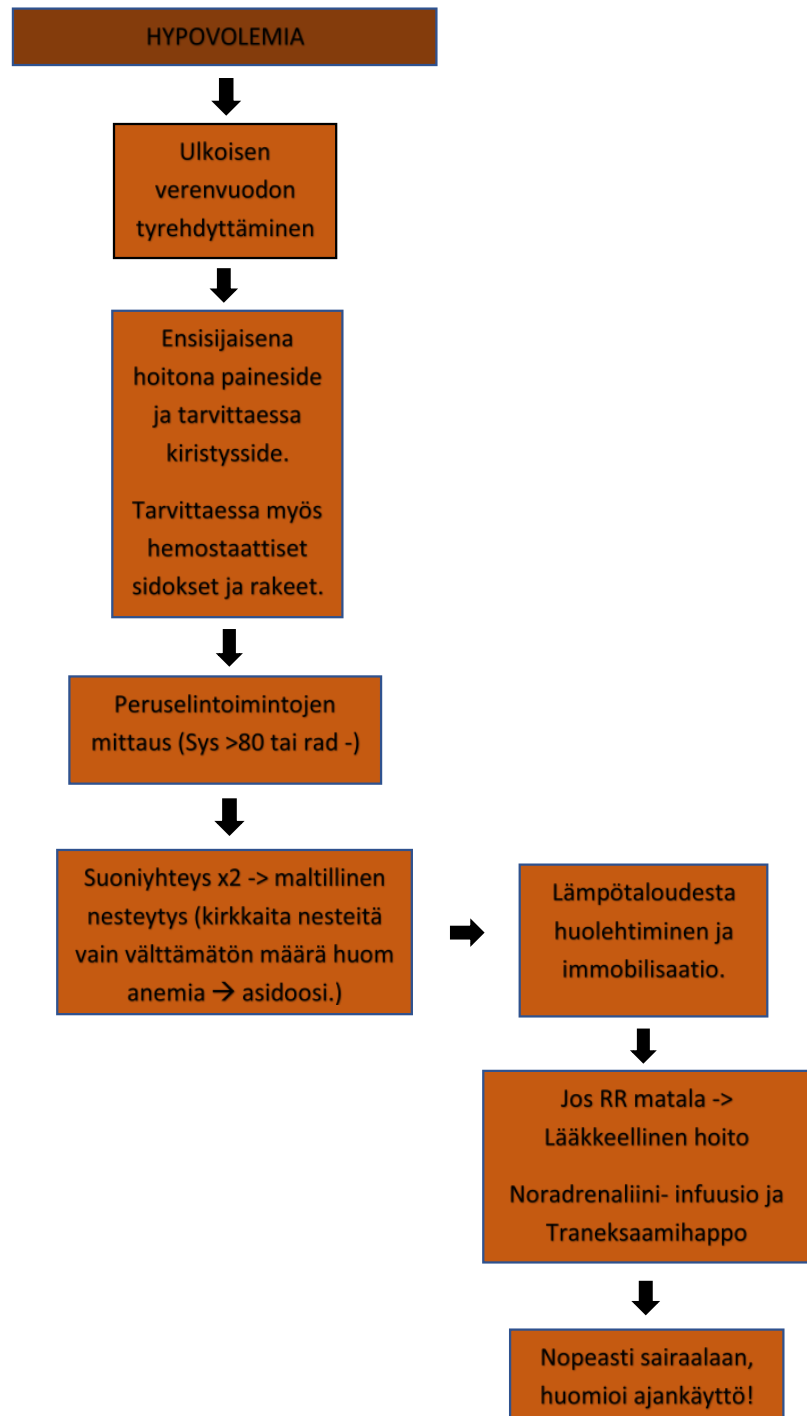 HYPOVOLEMIA
Ulkoisen
verenvuodon
tyrehdyttäminen
Ensisijaisena
hoitona paineside
ja tarvittaessa
kiristysside.
Tarvittaessa myös
hemostaattiset
sidokset ja rakeet.
Peruselintoimintojen
mittaus (Sys >80 tai rad -)
Suoniyhteys x2 -> maltillinen
nesteytys (kirkkaita nesteitä
vain välttämätön määrä huom
anemia → asidoosi.)
Lämpötaloudesta
huolehtiminen ja
immobilisaatio.
Jos RR matala ->
Lääkkeellinen hoito
Noradrenaliini- infuusio ja
Traneksaamihappo
Nopeasti sairaalaan,
huomioi ajankäyttö!